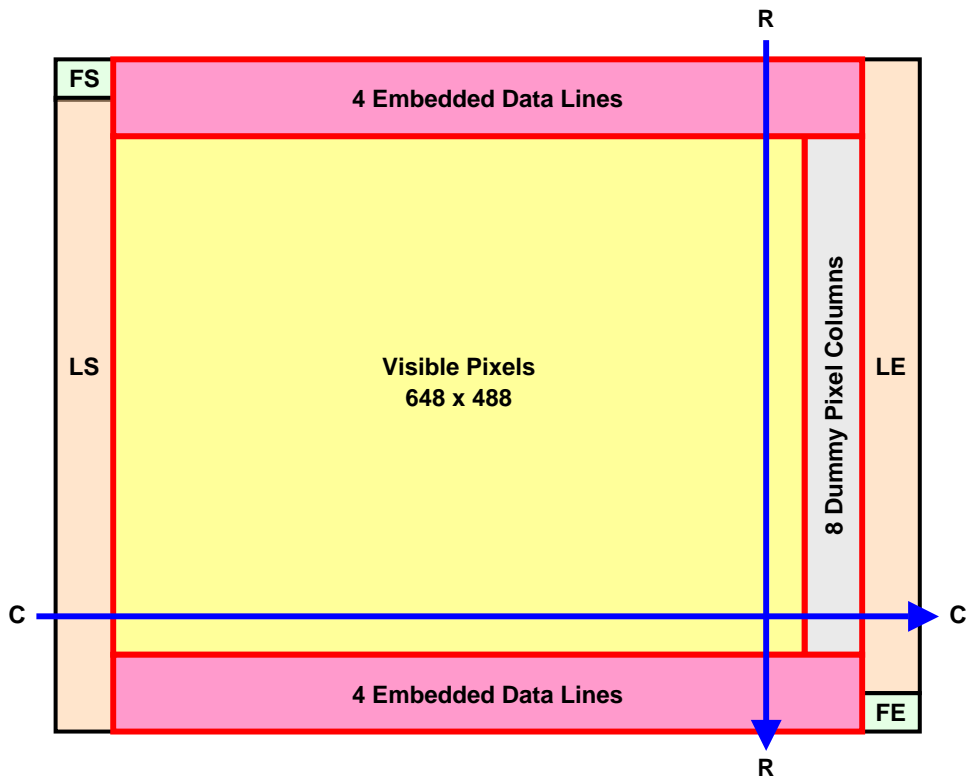 R
FS
4 Embedded Data Lines
LS
Visible Pixels
648 x 488
8 Dummy Pixel Columns
LE
C
C
4 Embedded Data Lines
FE
R